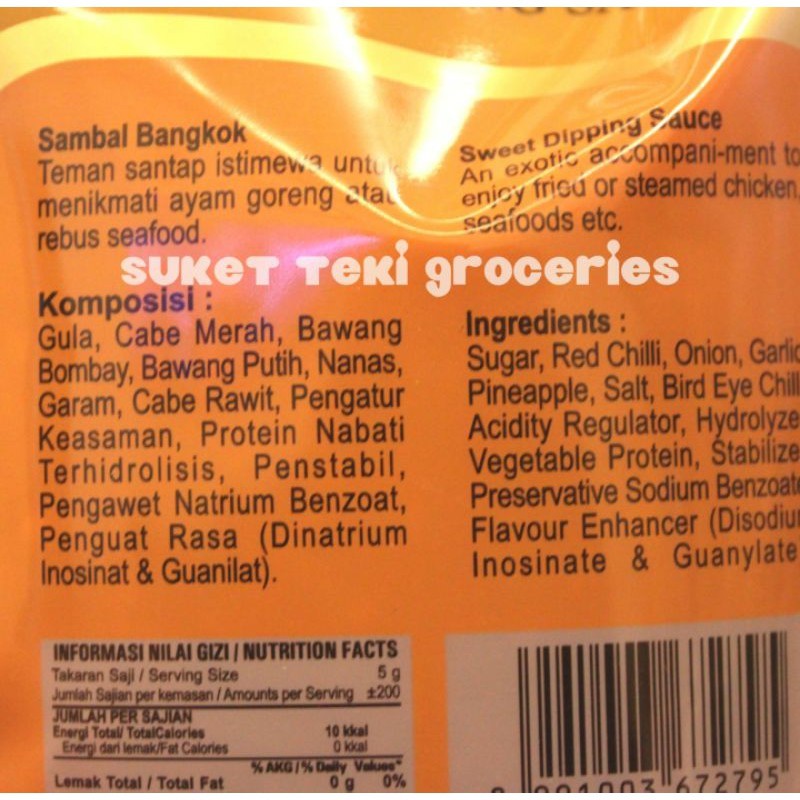 Sambal Bangkok
Teman santap istimewa untuk
menikmati ayam goreng atau
rebus seafood.
Sweet Dipping Sauce
An exotic accompani-ment to
enjoy fried or steamed chicken,
seafoods etc.
SUKET TEKI groceries
Komposisi :
Gula, Cabe Merah, Bawang
Bombay, Bawang Putih, Nanas,
Garam, Cabe Rawit, Pengatur
Keasaman, Protein Nabati
Terhidrolisis, Penstabil,
Pengawet Natrium Benzoat,
Penguat Rasa (Dinatrium
Inosinat & Guanilat).
Ingredients :
Sugar, Red Chilli, Onion, Garlic
Pineapple, Salt, Bird Eye Chill
Acidity Regulator, Hydrolyze
Vegetable Protein, Stabilize
Preservative Sodium Benzoate
Flavour Enhancer (Disodiu
Inosinate & Guanylate
INFORMASI NILAI GIZI / NUTRITION FACTS
Takaran Saji / Serving Size 5 g
Jumlah Sajian per kemasan / Amounts per Serving ±200
JUMLAH PER SAJIAN
Energi Total/ TotalCalories 10 kkal
Energi dari lemak/Fat Calories 0 kkal
% AKG / % Daily Values*
Lemak Total / Total Fat 0 g 0%
672795